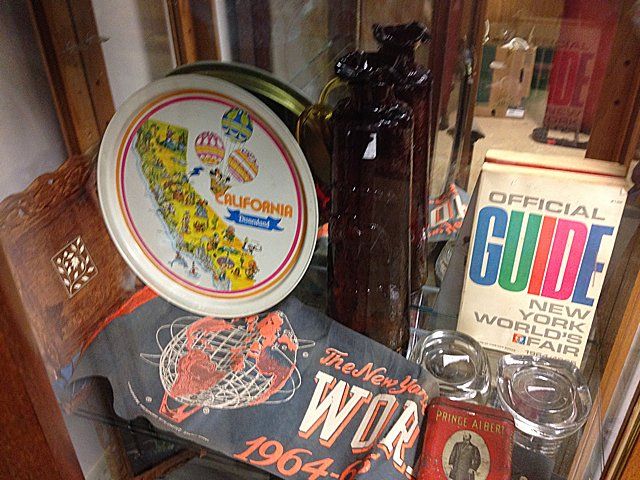 CALIFORNIA
Disneyland
OFFICIAL
GUIDE
NEW
YORK
WORLD'S
FAIR
The New York
WOR
1964-6
PRINCE ALBERT